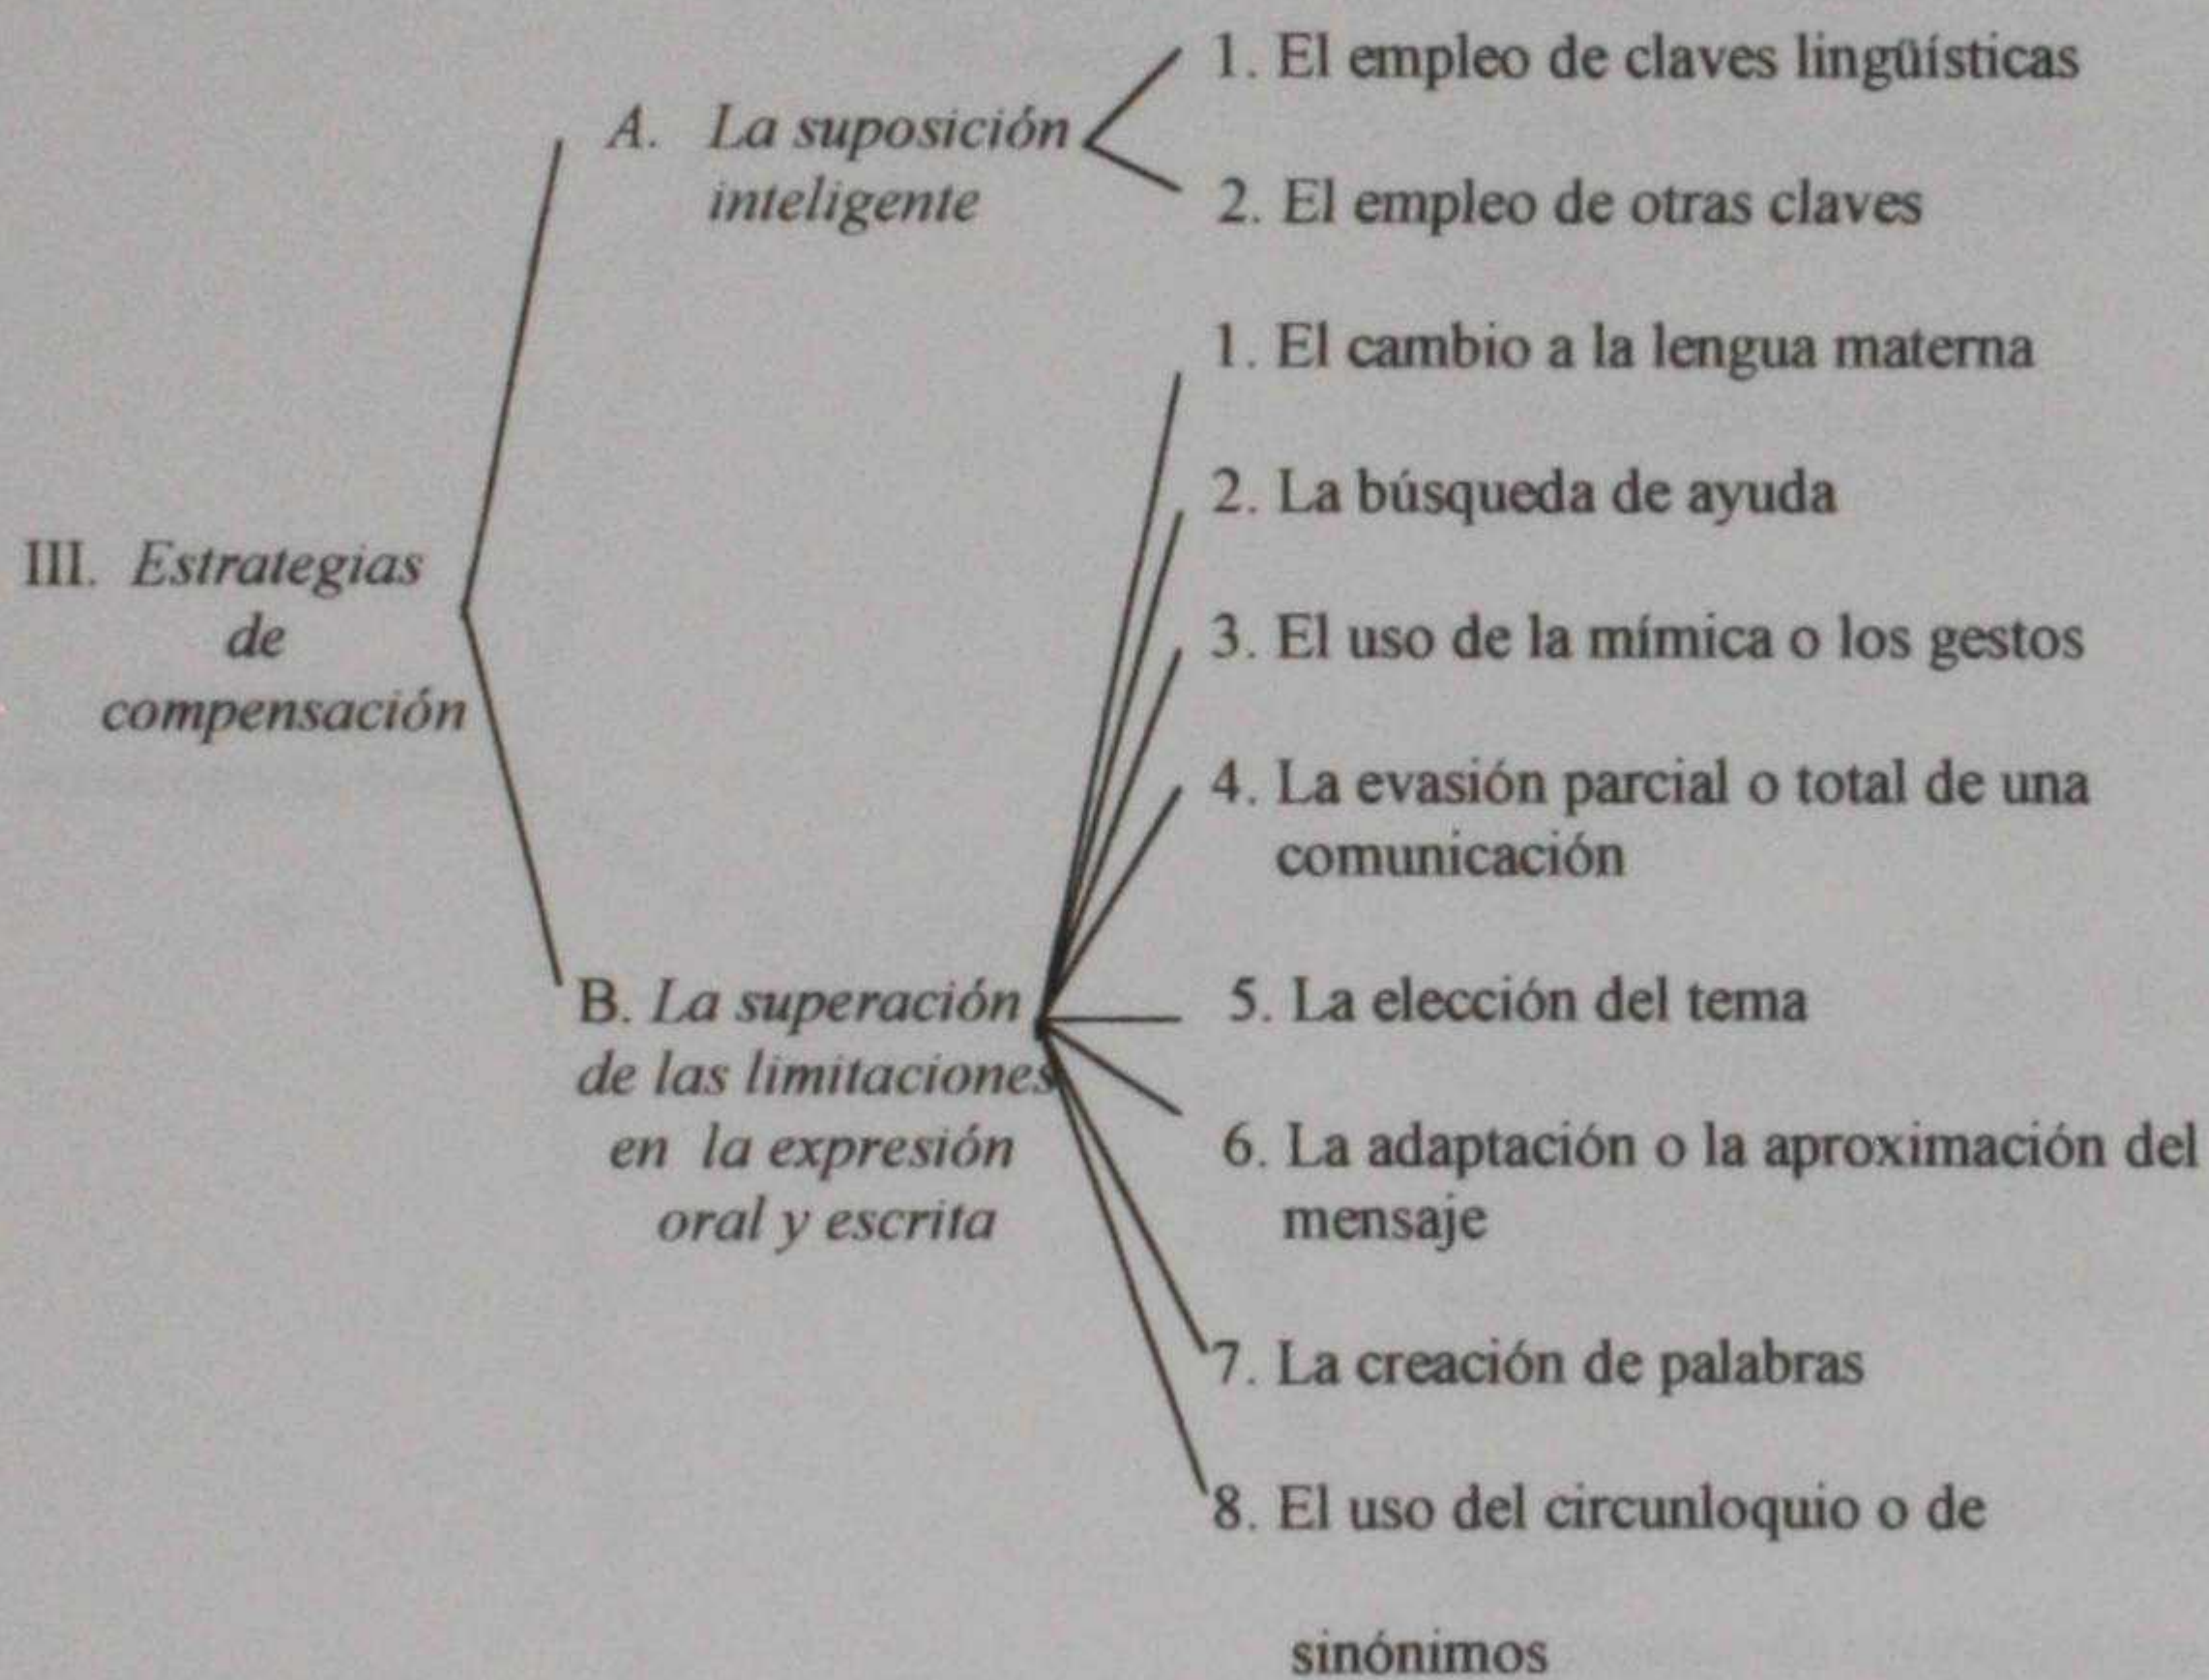 1. El empleo de claves lingüísticas
A. La suposición
inteligente
2. El empleo de otras claves
1. El cambio a la lengua materna
2. La búsqueda de ayuda
III. Estrategias
de
compensación
3. El uso de la mímica o los gestos
4. La evasión parcial o total de una
comunicación
B. La superación
de las limitaciones
en la expresión
oral y escrita
5. La elección del tema
6. La adaptación o la aproximación del
mensaje
7. La creación de palabras
8. El uso del circunloquio o de
sinónimos